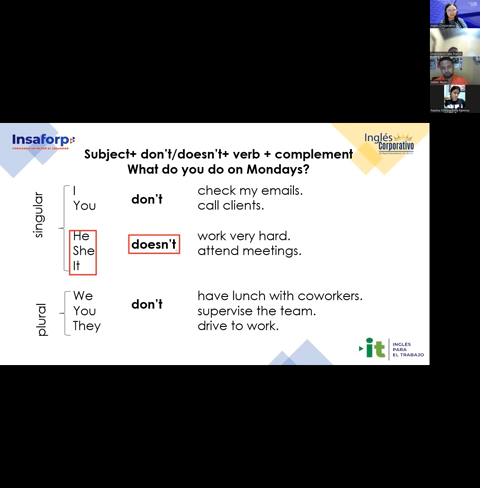 Insaforp
Inglés
Corporativo
Subject+ don't/doesn't+ verb + complement
What do you do on Mondays?
singular
I
You
don't
check my emails.
call clients.
He
She
It
doesn't
work very hard.
attend meetings.
plural
We
You
They
don't
have lunch with coworkers.
supervise the team.
drive to work.
it
INGLÉS
PARA
EL TRABAJO